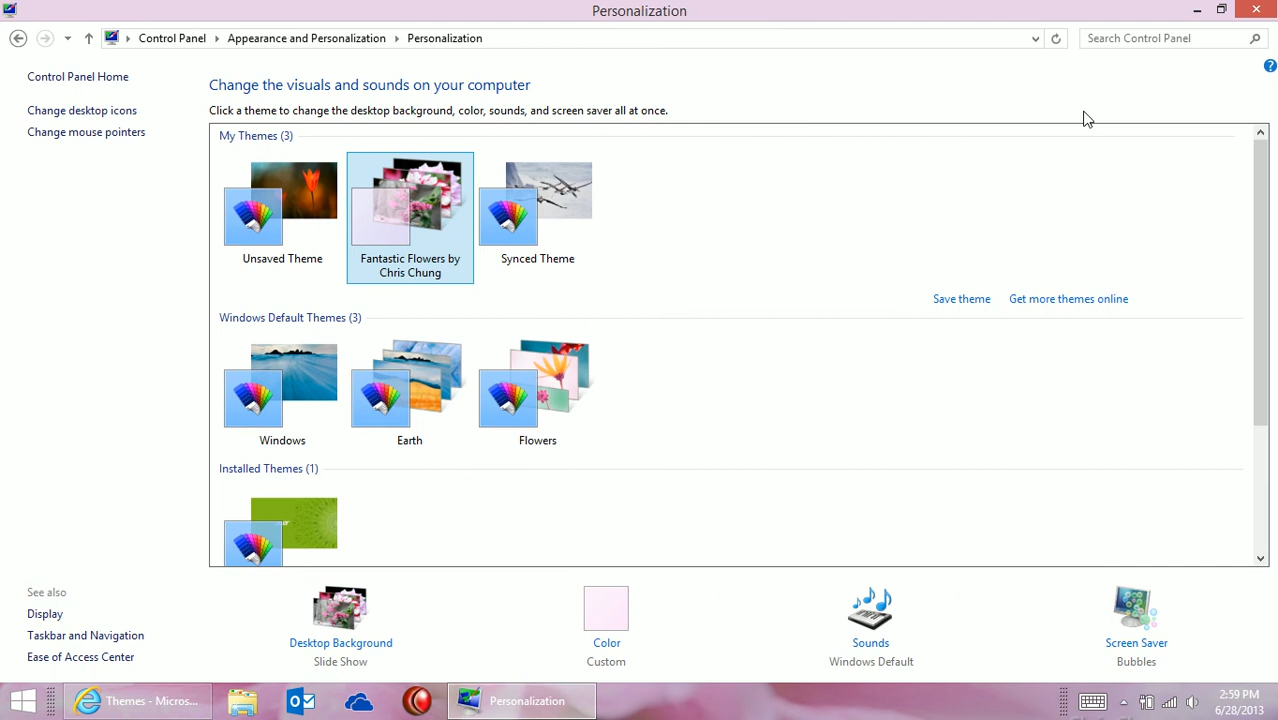 Personalization
Control Panel Appearance and Personalization Personalization
Search Control Panel
Control Panel Home
Change desktop icons
Change mouse pointers
Change the visuals and sounds on your computer
Click a theme to change the desktop background, color, sounds, and screen saver all at once.
My Themes (3)
Unsaved Theme
Fantastic Flowers by
Chris Chung
Synced Theme
Save theme
Get more themes online
Windows Default Themes (3)
Windows
Earth
Flowers
Installed Themes (1)
See also
Display
Taskbar and Navigation
Ease of Access Center
Desktop Background
Slide Show
Color
Custom
Sounds
Windows Default
Screen Saver
Bubbles
Themes - Micros...
Personalization
2:59 PM
6/28/2013